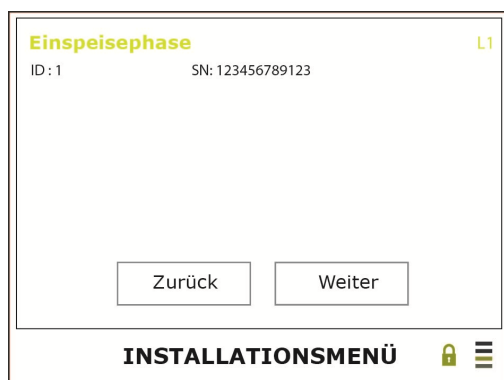 Einspeisephase L1
ID : 1 SN: 123456789123
Zurück Weiter
INSTALLATIONSMENÜ